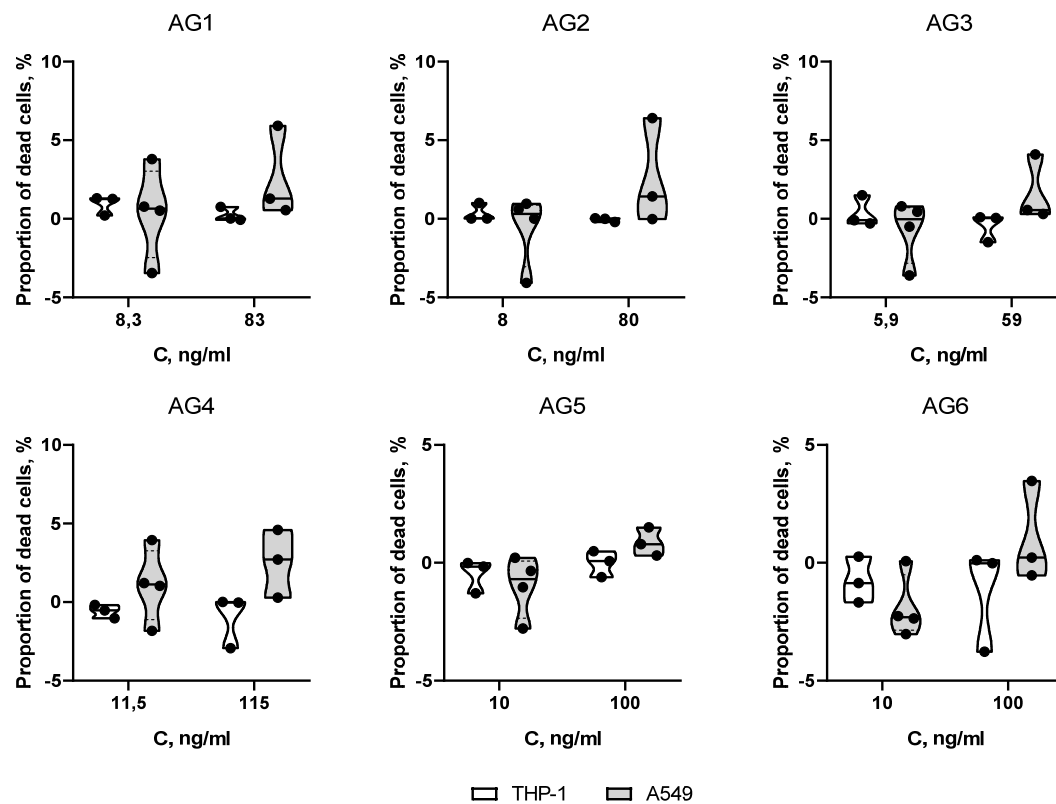 AG1
Proportion of dead cells, %
10
5
0
-5
8,3
83
C, ng/ml
AG2
Proportion of dead cells, %
10
5
0
-5
8
80
C, ng/ml
AG3
Proportion of dead cells, %
10
5
0
-5
5,9
59
C, ng/ml
AG4
Proportion of dead cells, %
10
5
0
-5
11,5
115
C, ng/ml
AG5
Proportion of dead cells, %
5
0
-5
10
100
C, ng/ml
AG6
Proportion of dead cells, %
5
0
-5
10
100
C, ng/ml
THP-1
A549